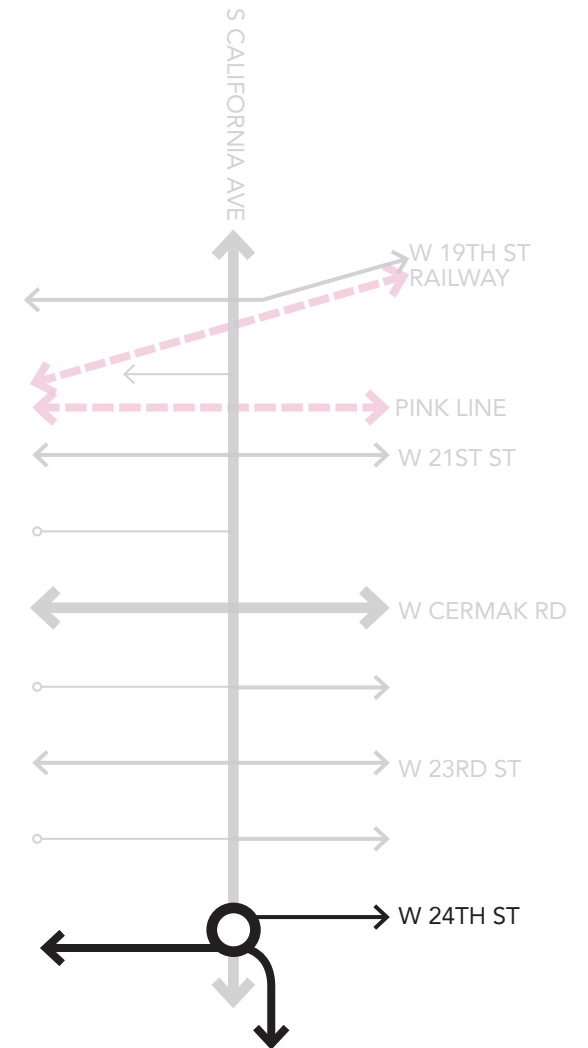 S CALIFORNIA AVE
W 19TH ST
RAILWAY
PINK LINE
W 21ST ST
W CERMAK RD
W 23RD ST
W 24TH ST